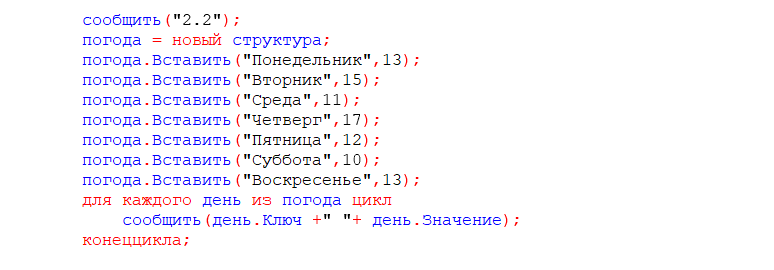 сообщить("2.2");
погода = новый структура;
погода.Вставить("Понедельник",13);
погода.Вставить("Вторник",15);
погода.Вставить("Среда",11);
погода.Вставить("Четверг",17);
погода.Вставить("Пятница",12);
погода.Вставить("Суббота",10);
погода.Вставить("Воскресенье",13);
для каждого день из погода цикл
    сообщить(день.Ключ +" "+ день.Значение);
конеццикла;